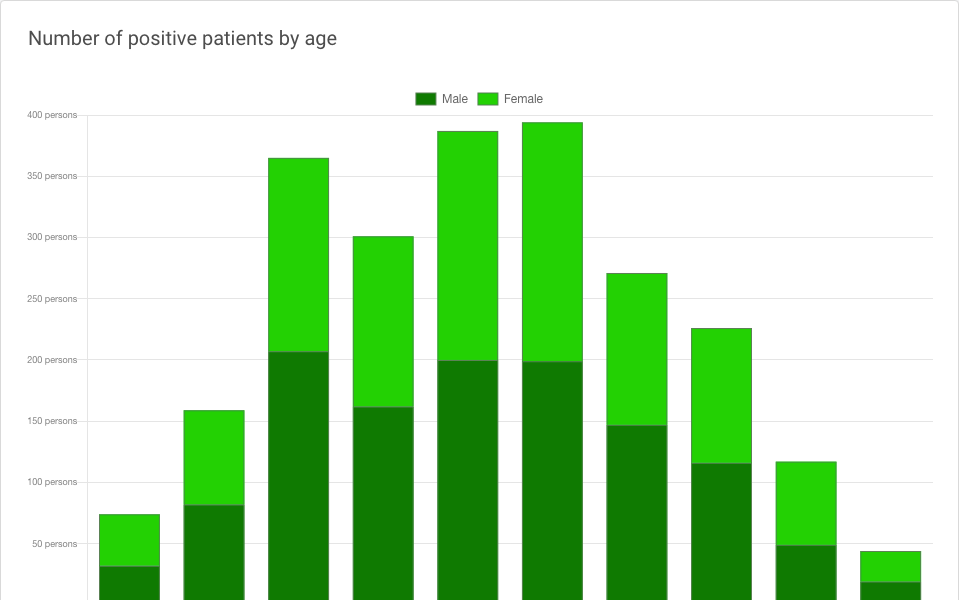 Number of positive patients by age
Male Female
400 persons
350 persons
300 persons
250 persons
200 persons
150 persons
100 persons
50 persons